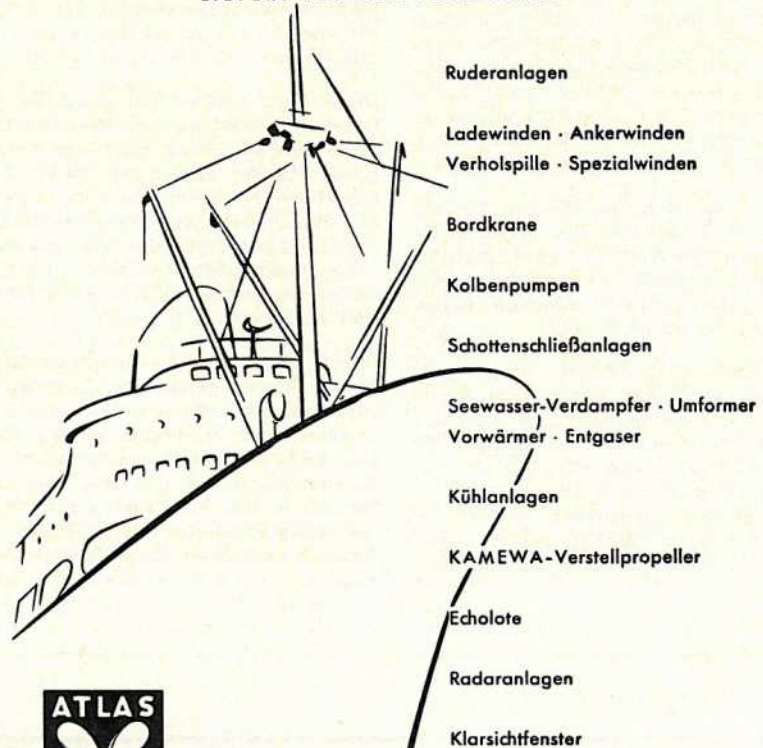 Ruderanlagen
Ladewinden · Ankerwinden
Verholspille · Spezialwinden
Bordkrane
Kolbenpumpen
Schottenschließanlagen
Seewasser-Verdampfer · Umformer
Vorwärmer · Entgaser
Kühlanlagen
KAMEWA-Verstellpropeller
Echolote
Radaranlagen
Klarsichtfenster
ATLAS